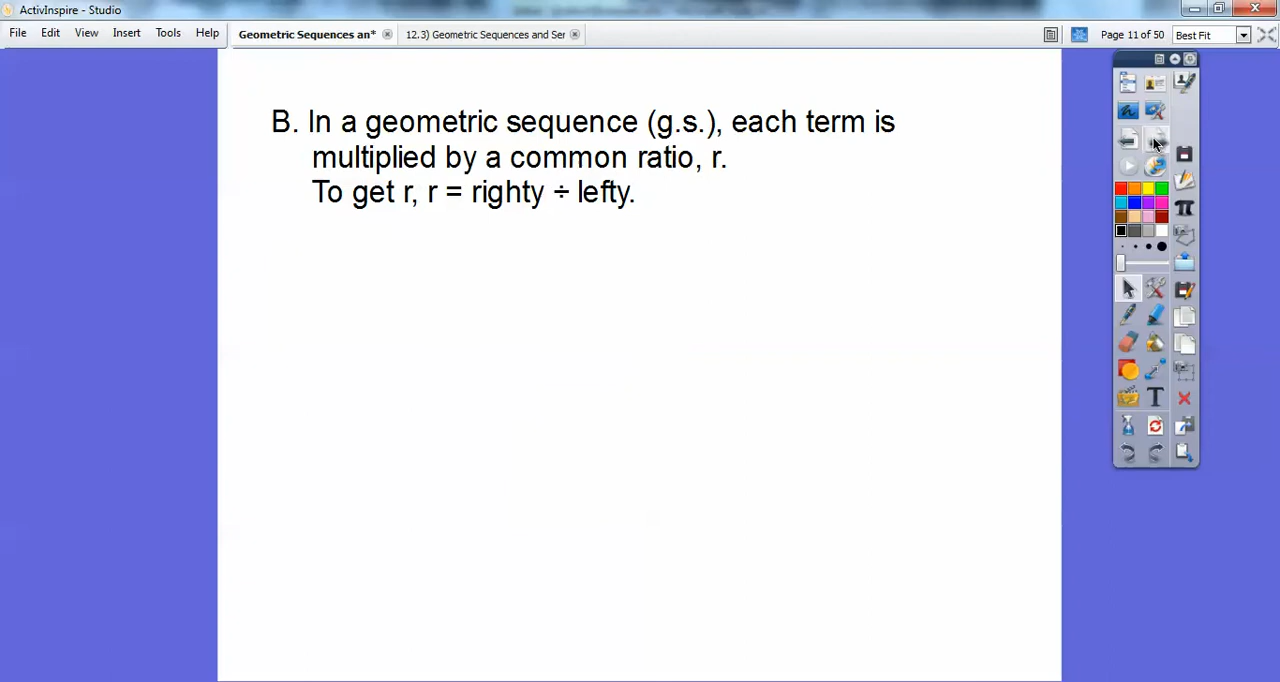 ActivInspire - Studio
File Edit View Insert Tools Help
Geometric Sequences an* 12.3) Geometric Sequences and Ser
Page 11 of 50 Best Fit
B. In a geometric sequence (g.s.), each term is
multiplied by a common ratio, r.
To get r, r = righty ÷ lefty.